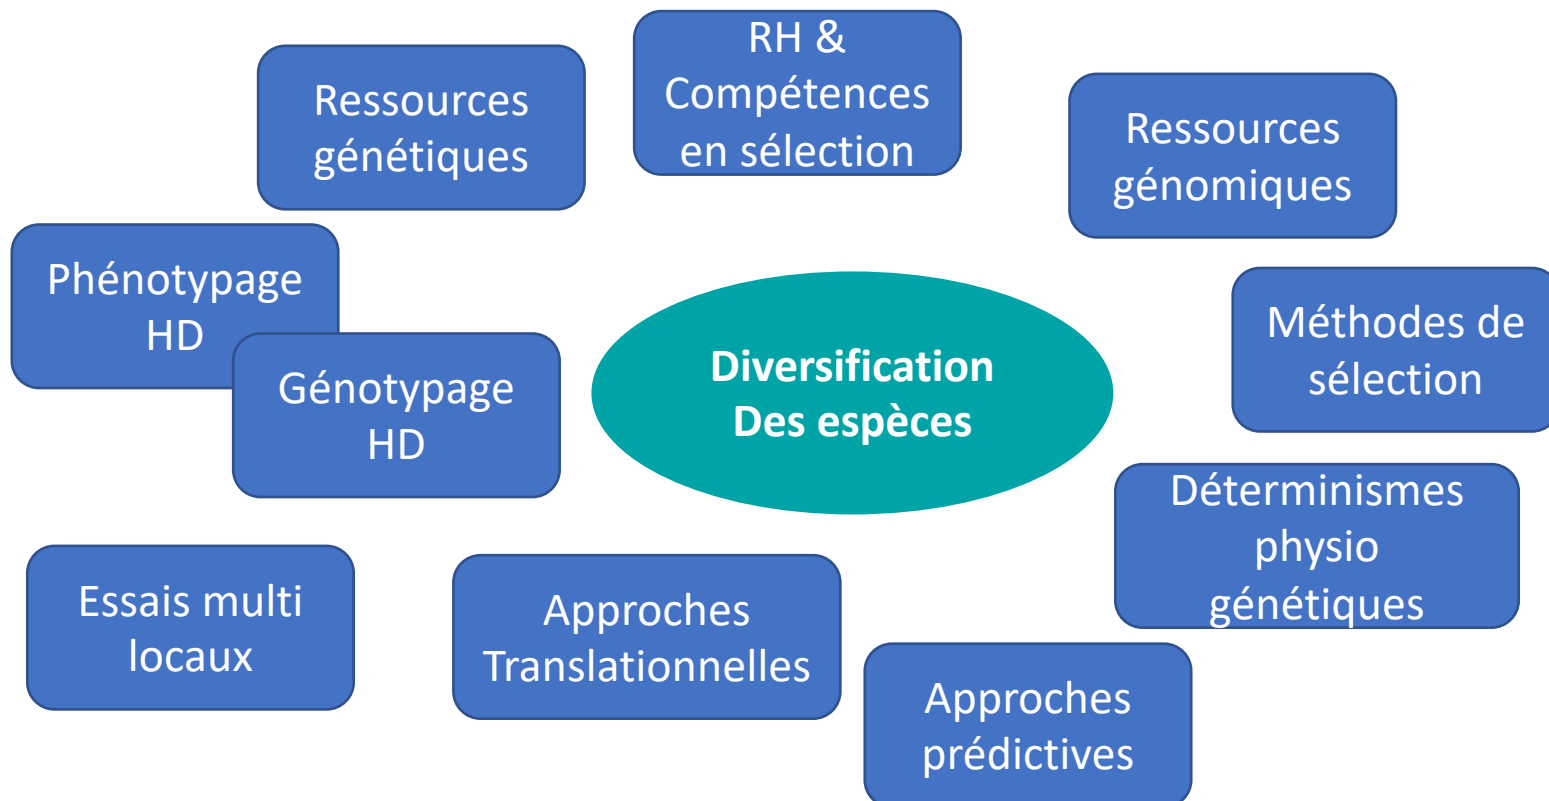 RH &
Compétences
en sélection
Ressources
génétiques
Ressources
génomiques
Phénotypage
HD
Génotypage
HD
Diversification
Des espèces
Méthodes de
sélection
Déterminismes
physio
génétiques
Essais multi
locaux
Approches
Translationnelles
Approches
prédictives